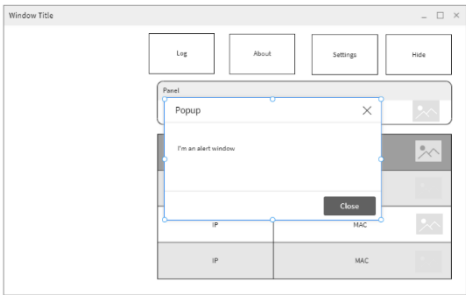 Window Title
Log About Settings Hide
Panel
Popup
I'm an alert window
Close
IP MAC
IP MAC